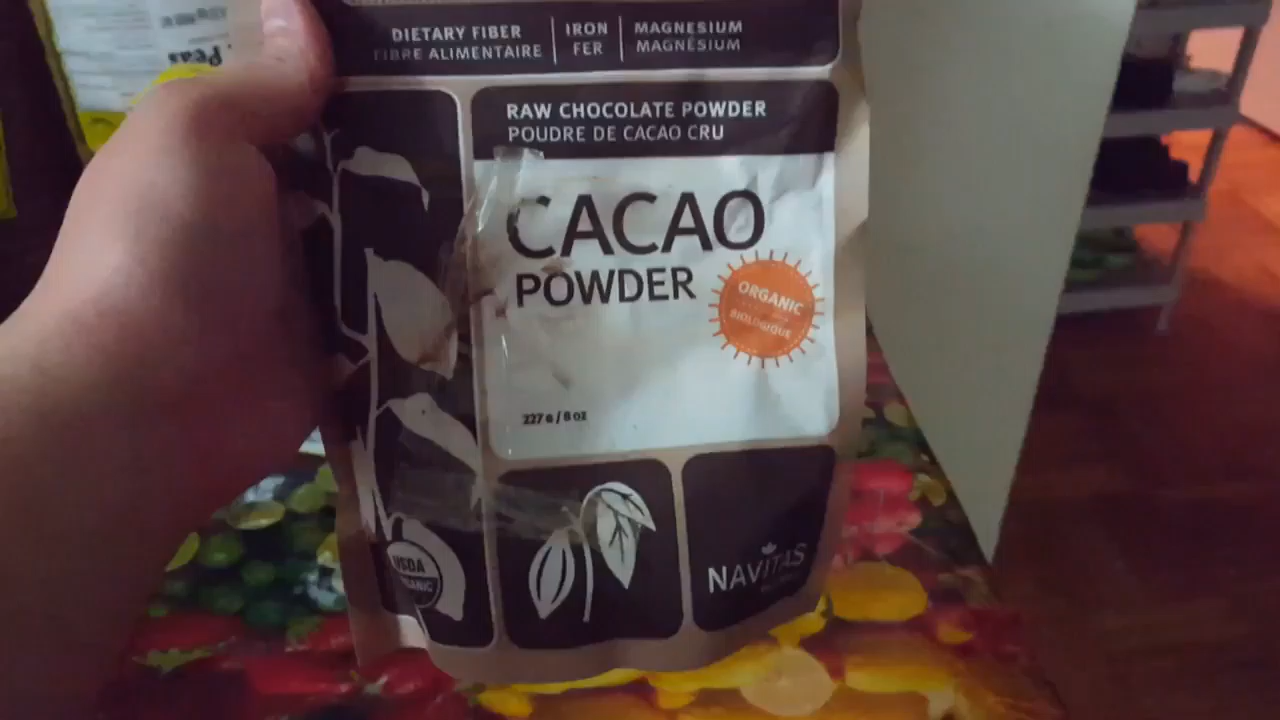 Peas
DIETARY FIBER
FIBRE ALIMENTAIRE
IRON
FER
MAGNESIUM
MAGNÉSIUM
RAW CHOCOLATE POWDER
POUDRE DE CACAO CRU
CACAO
POWDER
ORGANIC
BIOLOGIQUE
227 g / 8 oz
USDA
ORGANIC
NAVITAS